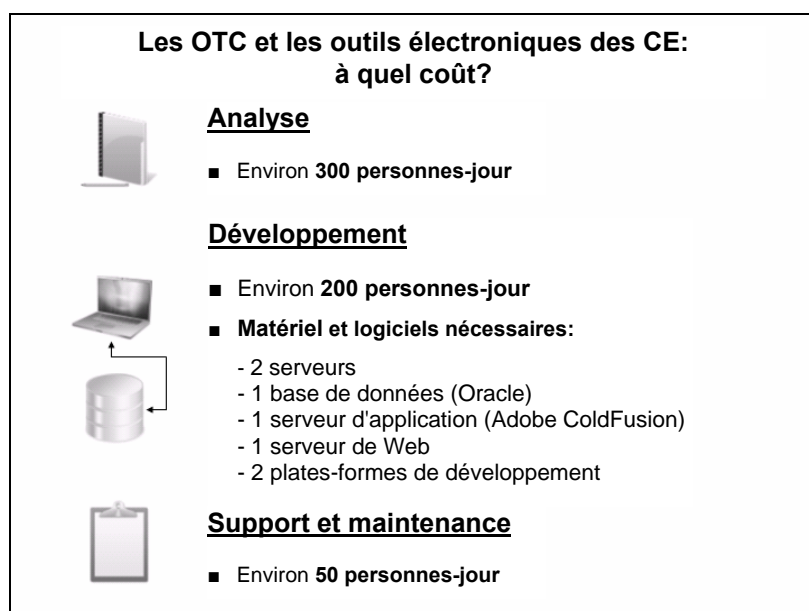 Les OTC et les outils électroniques des CE:
à quel coût?
Analyse
■ Environ 300 personnes-jour
Développement
■ Environ 200 personnes-jour
■ Matériel et logiciels nécessaires:
- 2 serveurs
- 1 base de données (Oracle)
- 1 serveur d'application (Adobe ColdFusion)
- 1 serveur de Web
- 2 plates-formes de développement
Support et maintenance
■ Environ 50 personnes-jour